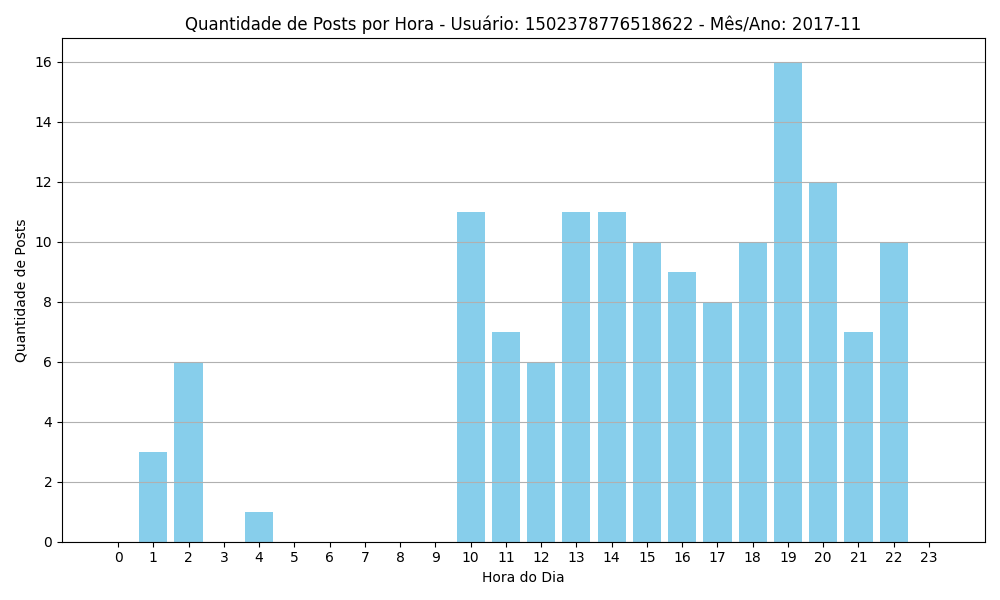 Quantidade de Posts por Hora - Usuário: 1502378776518622 - Mês/Ano: 2017-11
Quantidade de Posts
16
14
12
10
8
6
4
2
0
0 1 2 3 4 5 6 7 8 9 10 11 12 13 14 15 16 17 18 19 20 21 22 23
Hora do Dia